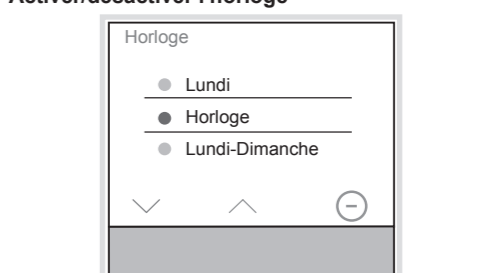 Activer/désactiver l'horloge
Horloge
Lundi
Horloge
Lundi-Dimanche